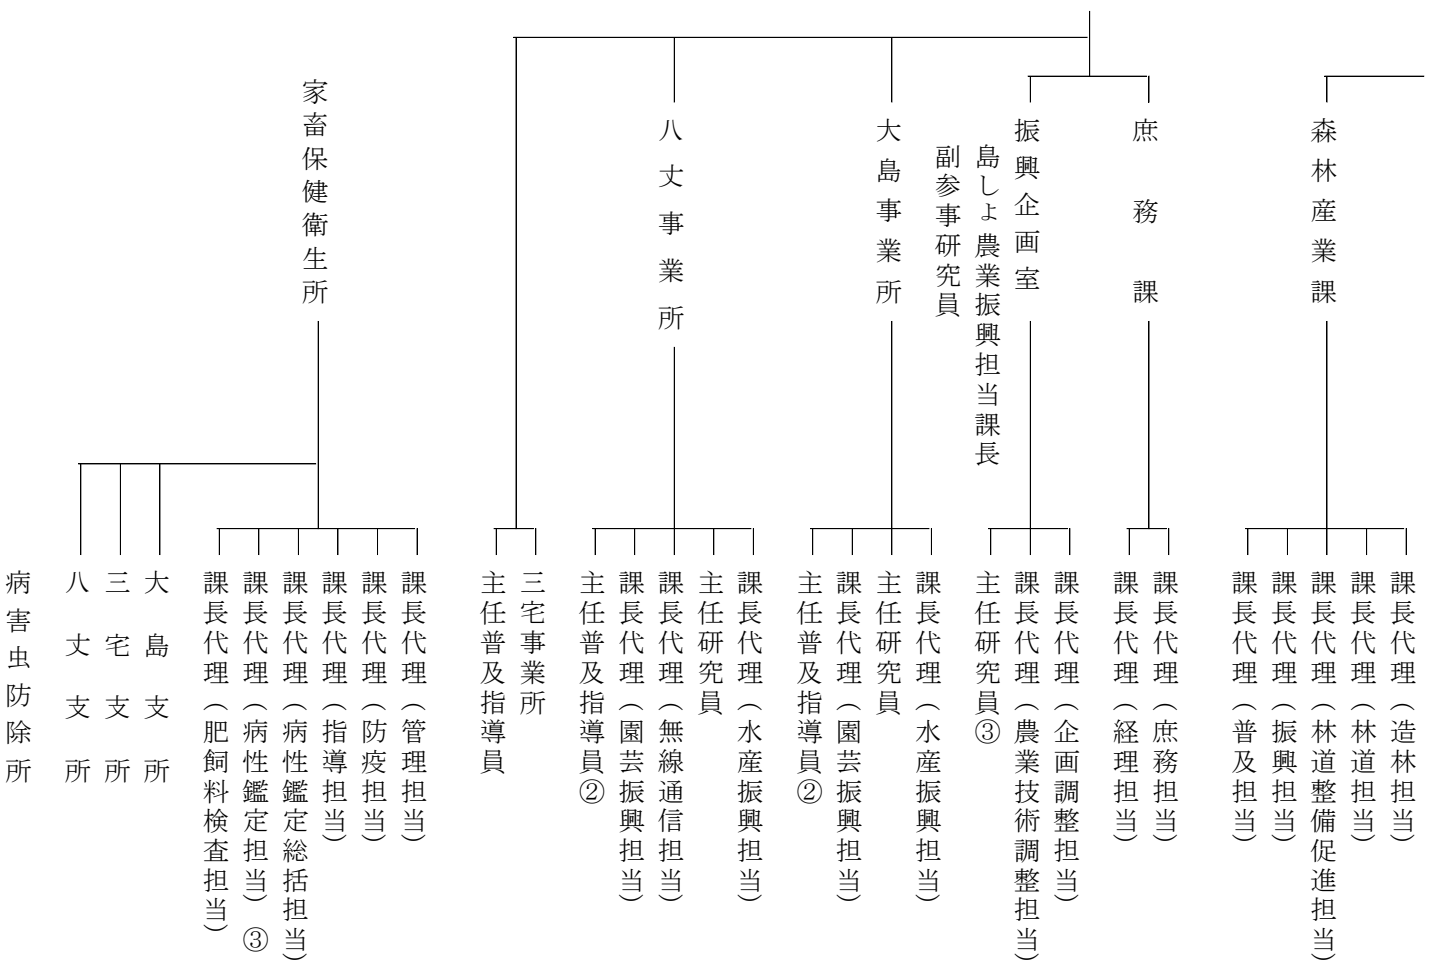 森林産業課
課長代理（造林担当）
課長代理（林道担当）
課長代理（林道整備促進担当）
課長代理（振興担当）
課長代理（普及担当）
庶務課
課長代理（庶務担当）
課長代理（経理担当）
振興企画室
島しょ農業振興担当課長
副参事研究員
課長代理（企画調整担当）
課長代理（農業技術調整担当）
主任研究員③
大島事業所
課長代理（水産振興担当）
主任研究員
課長代理（園芸振興担当）
主任普及指導員②
八丈事業所
課長代理（水産振興担当）
主任研究員
課長代理（無線通信担当）
課長代理（園芸振興担当）
主任普及指導員②
三宅事業所
主任普及指導員
家畜保健衛生所
課長代理（管理担当）
課長代理（防疫担当）
課長代理（指導担当）
課長代理（病性鑑定総括担当）
課長代理（病性鑑定担当）③
課長代理（肥飼料検査担当）
大島支所
三宅支所
八丈支所
病害虫防除所